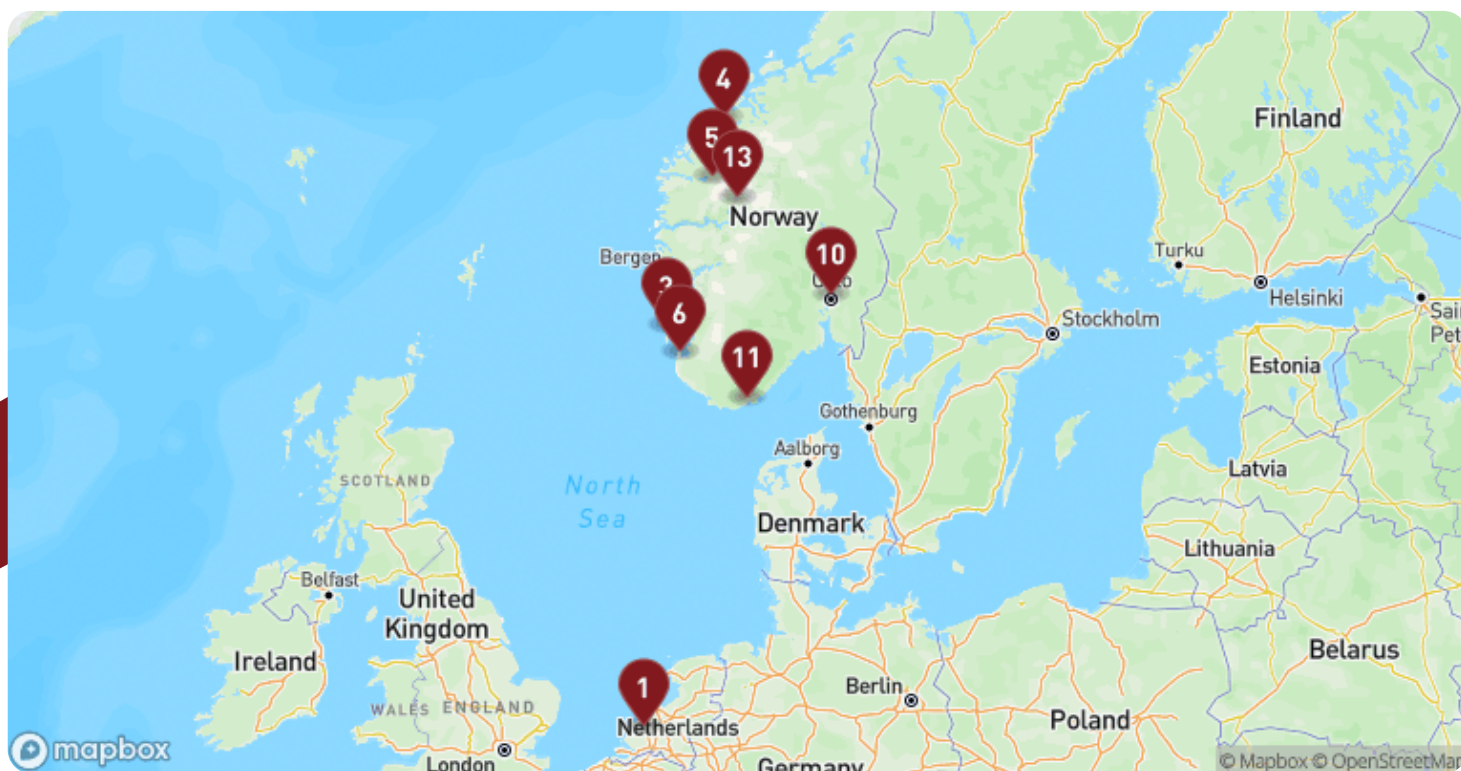 4
Finland
5
13
Norway
10
Turku
Bergen
Helsinki
6
Stockholm
11
Estonia
Gothenburg
Aalborg
Latvia
SCOTLAND
North
Sea
Denmark
Lithuania
Belfast
United
Kingdom
Belarus
Ireland
1
Berlin
WALES ENGLAND
Poland
Netherlands
mapbox
London
Germany
© Mapbox © OpenStreetMap